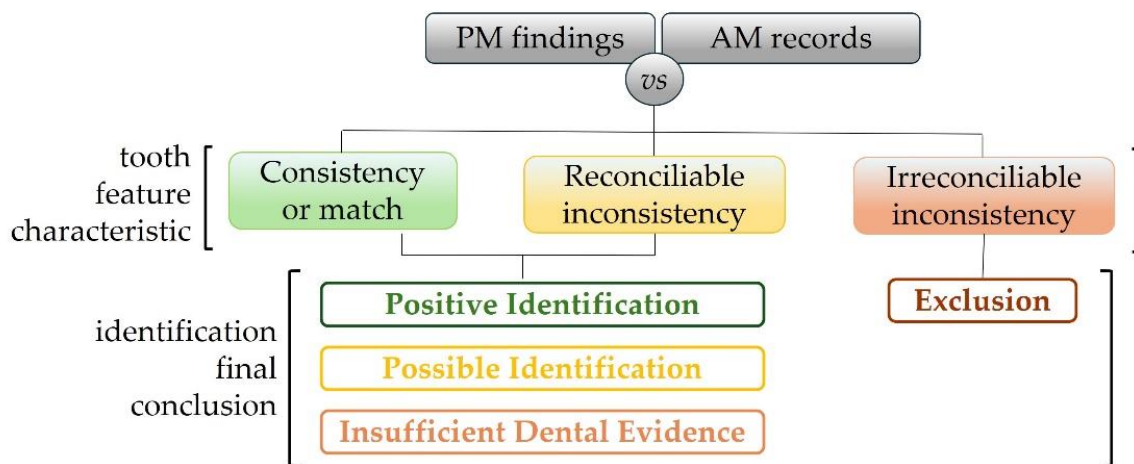 PM findings
AM records
vs
tooth
feature
characteristic
Consistency
or match
Reconciliable
inconsistency
Irreconciliable
inconsistency
identification
final
conclusion
Positive Identification
Possible Identification
Insufficient Dental Evidence
Exclusion